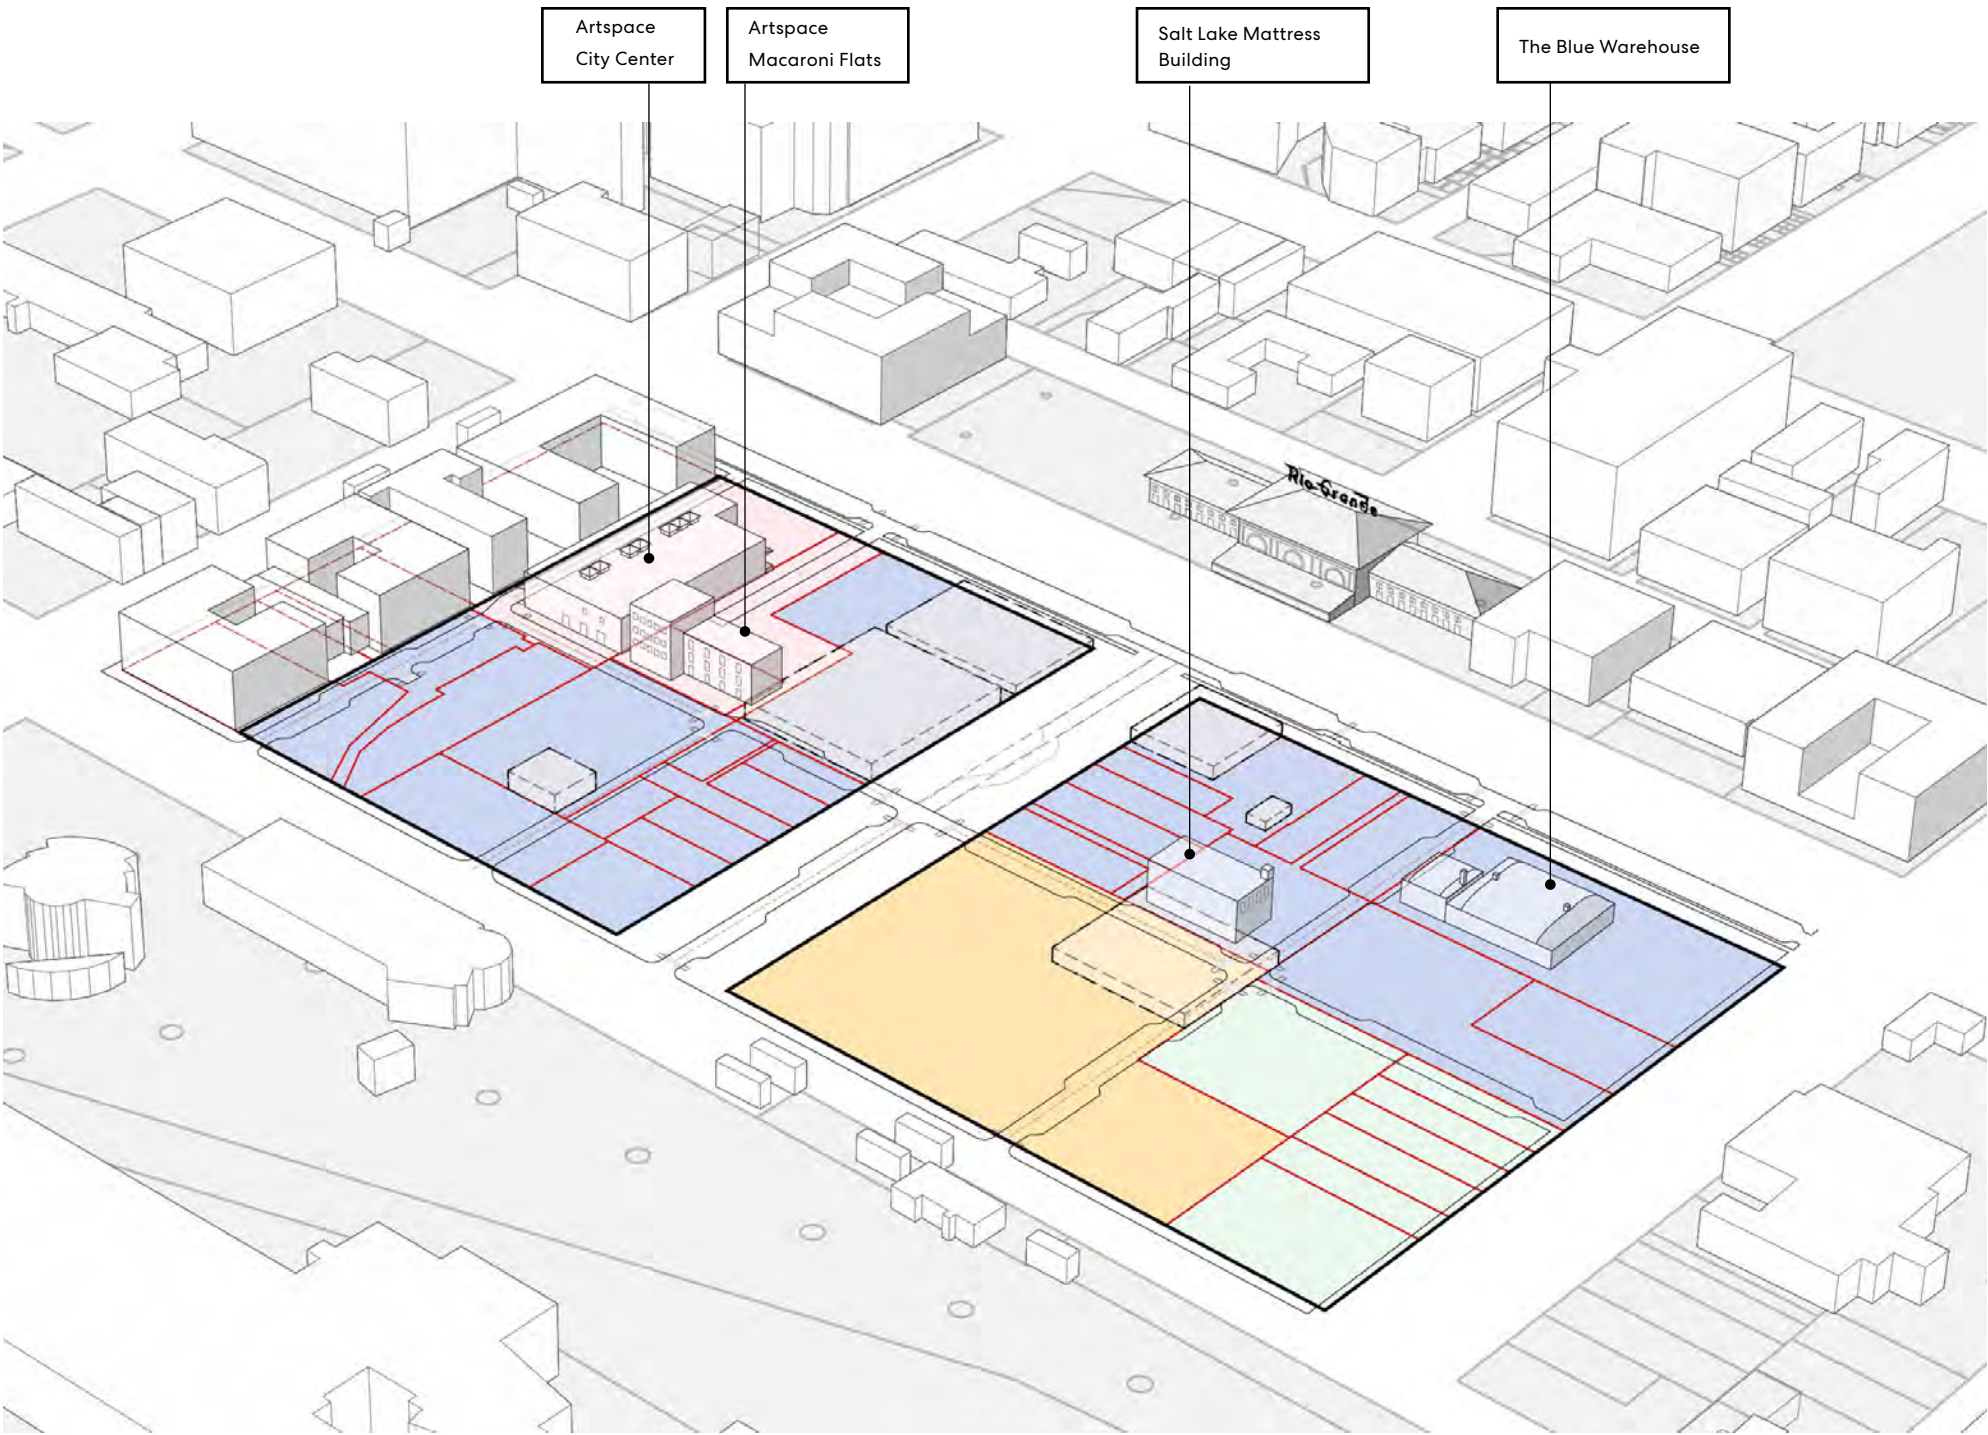 Artspace
City Center
Artspace
Macaroni Flats
Salt Lake Mattress
Building
The Blue Warehouse
Rio Grande